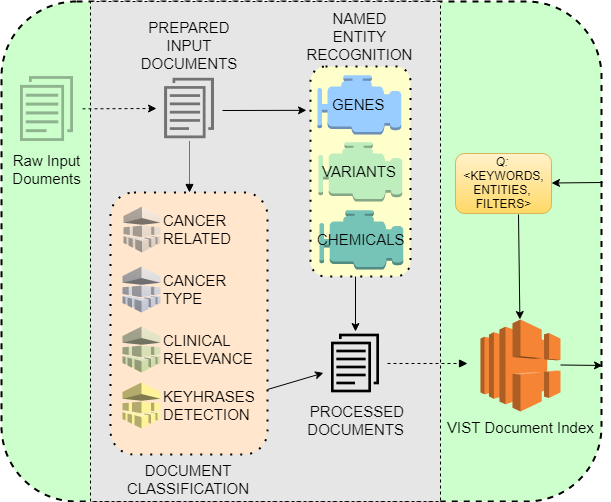 PREPARED
INPUT
DOCUMENTS
NAMED
ENTITY
RECOGNITION
Raw Input
Douments
GENES
VARIANTS
CHEMICALS
CANCER
RELATED
CANCER
TYPE
CLINICAL
RELEVANCE
KEYHRASES
DETECTION
DOCUMENT
CLASSIFICATION
PROCESSED
DOCUMENTS
Q:
<KEYWORDS,
ENTITIES,
FILTERS>
VIST Document Index